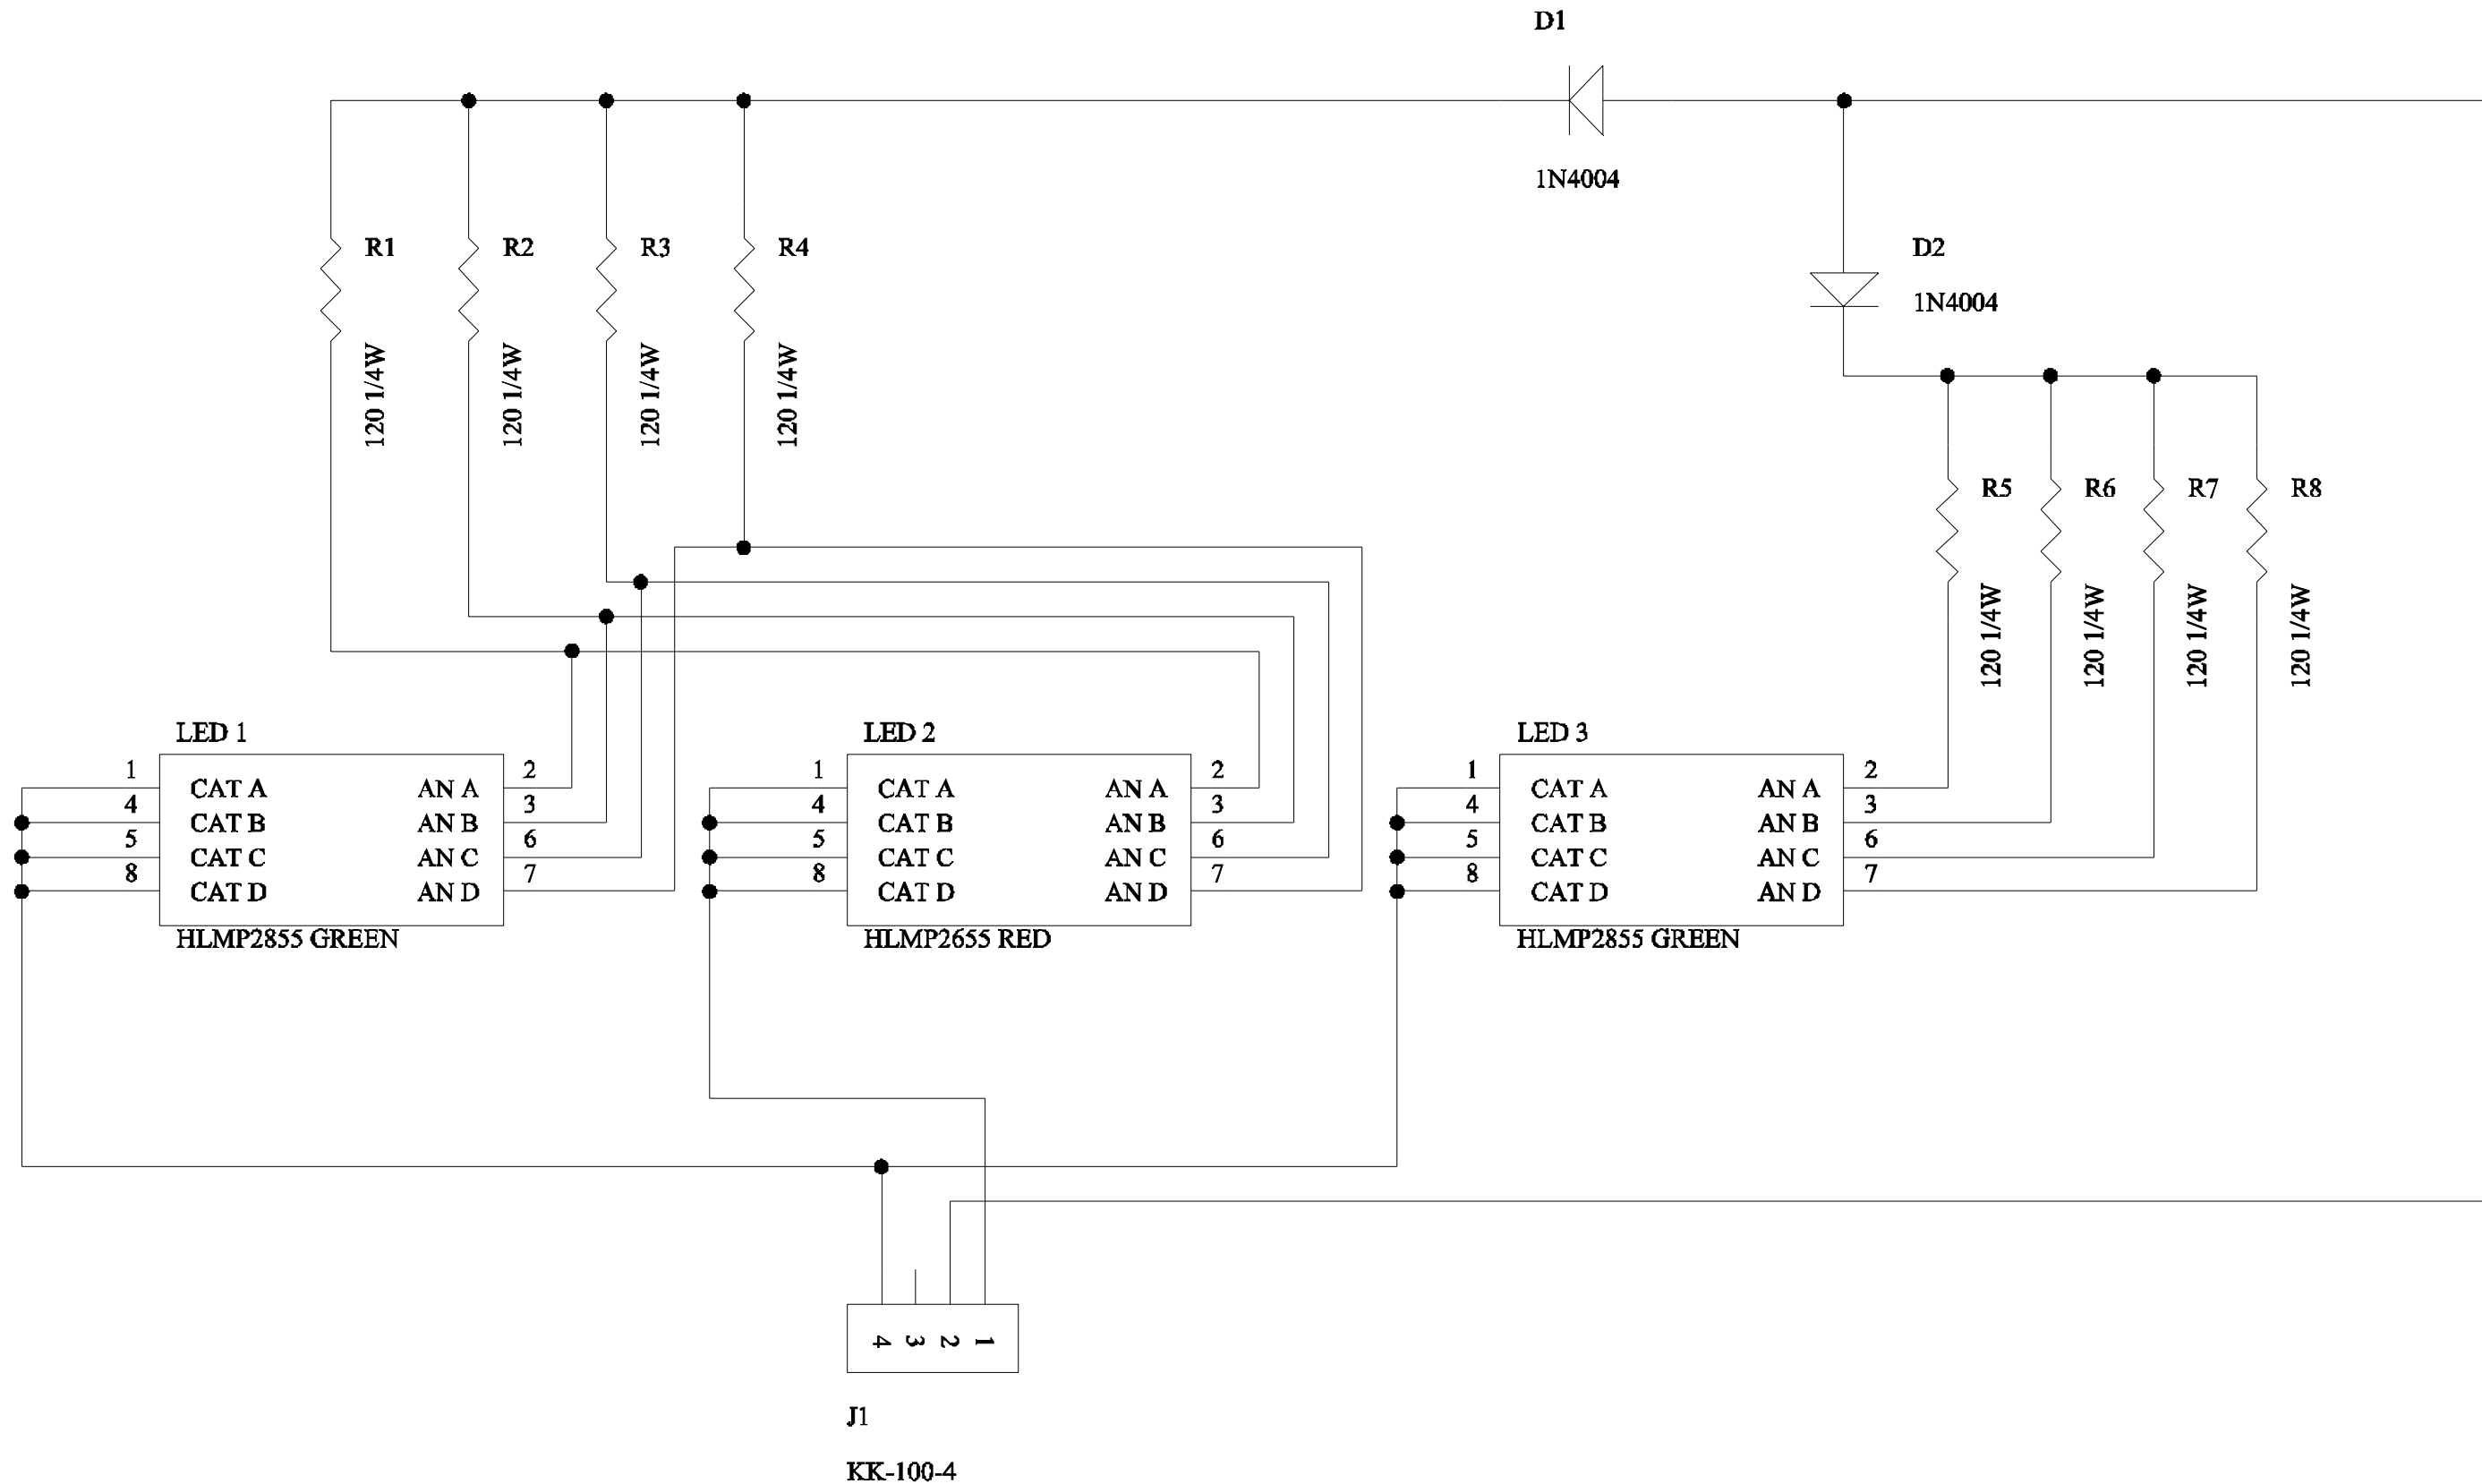 D1
1N4004
R1
R2
R3
R4
D2
1N4004
120 1/4W
120 1/4W
120 1/4W
120 1/4W
R5
R6
R7
R8
120 1/4W
120 1/4W
120 1/4W
120 1/4W
LED 1
1 CAT A AN A 2
4 CAT B AN B 3
5 CAT C AN C 6
8 CAT D AN D 7
HLMP2855 GREEN
LED 2
1 CAT A AN A 2
4 CAT B AN B 3
5 CAT C AN C 6
8 CAT D AN D 7
HLMP2655 RED
LED 3
1 CAT A AN A 2
4 CAT B AN B 3
5 CAT C AN C 6
8 CAT D AN D 7
HLMP2855 GREEN
4 3 2 1
J1
KK-100-4